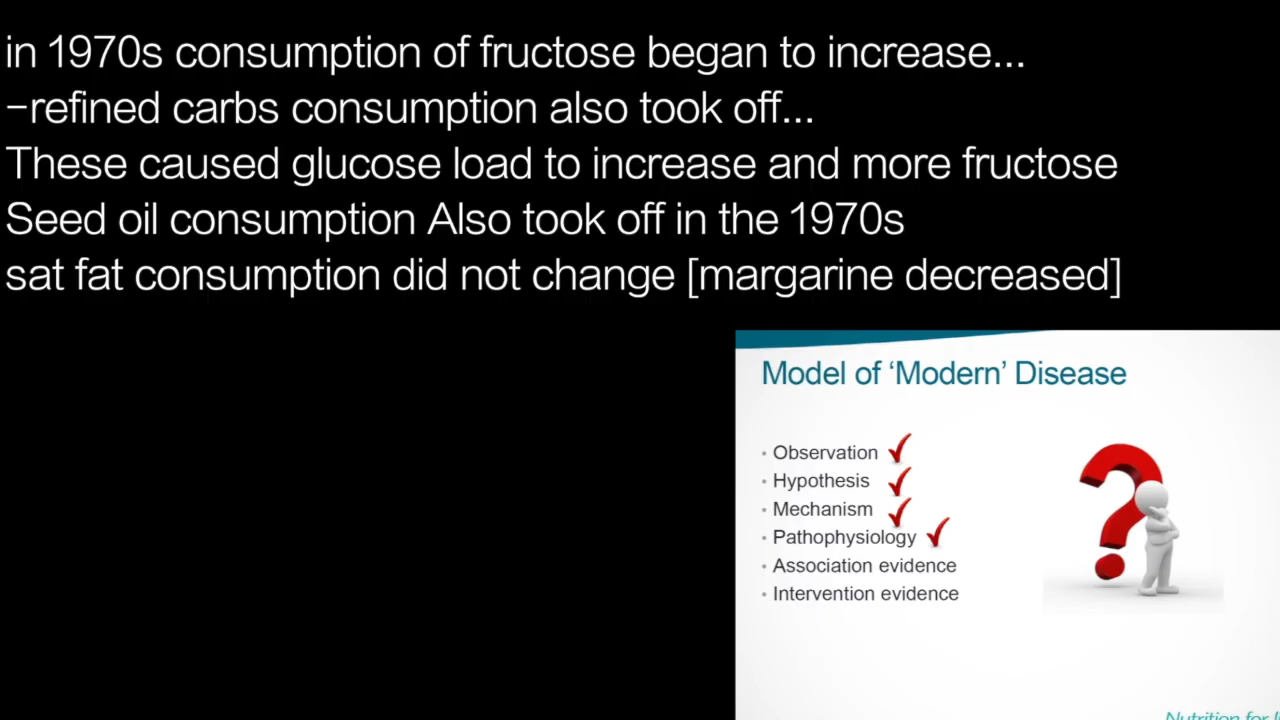 in 1970s consumption of fructose began to increase...
–refined carbs consumption also took off...
These caused glucose load to increase and more fructose
Seed oil consumption Also took off in the 1970s
sat fat consumption did not change [margarine decreased]
Model of ‘Modern’ Disease
• Observation
• Hypothesis
• Mechanism
• Pathophysiology
• Association evidence
• Intervention evidence
Nutrition for